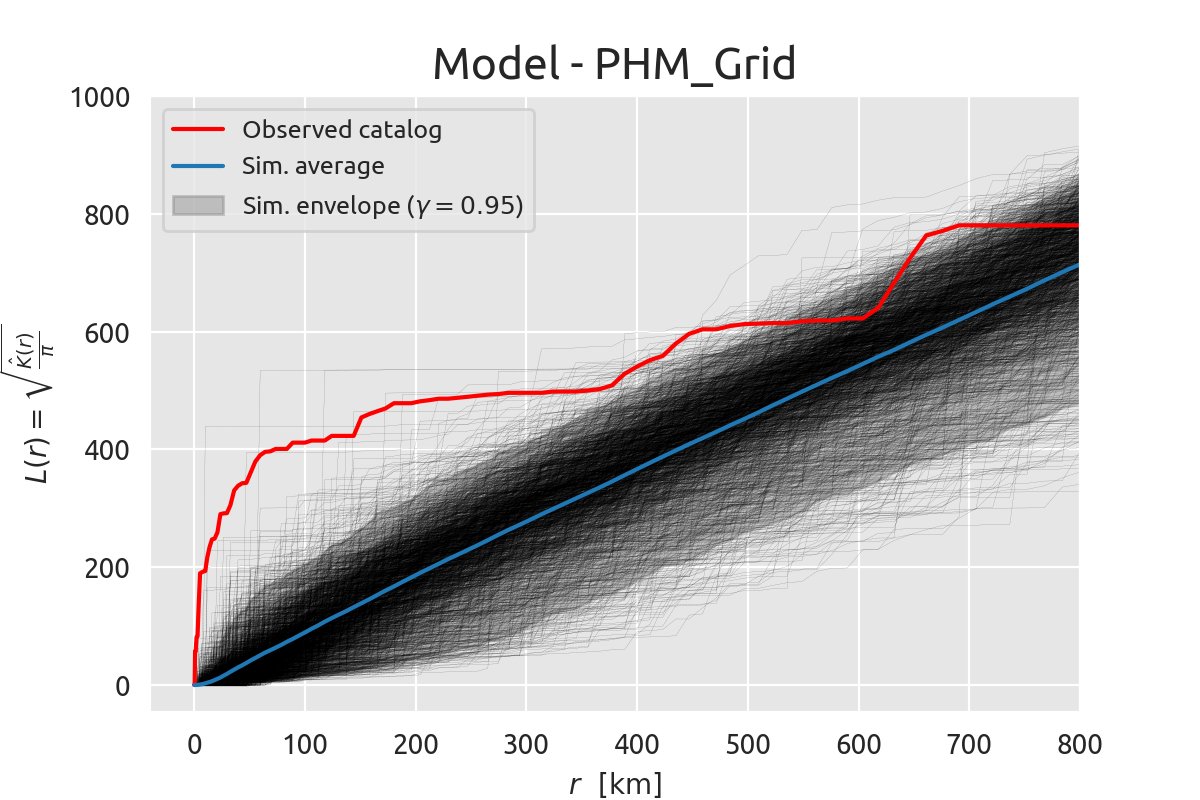 Model - PHM_Grid
1000
800
600
400
200
0
Observed catalog
Sim. average
Sim. envelope (γ = 0.95)
L(r) = √(K̂(r)/π)
0 100 200 300 400 500 600 700 800
r [km]